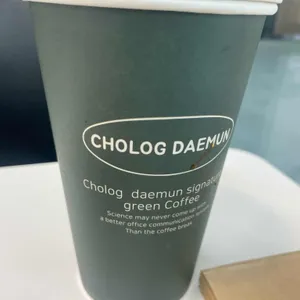 CHOLOG DAEMUN
Cholog daemun signatu
green Coffee
Science may never come up with
a better office communication
Than the coffee break.